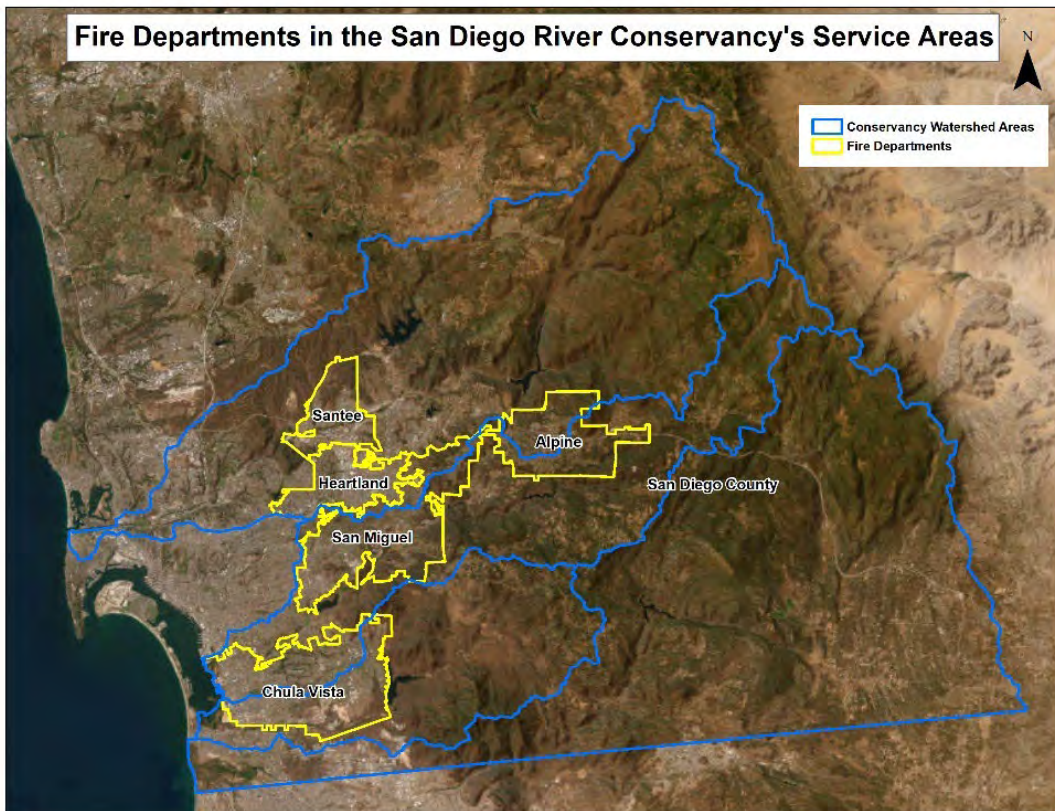 Fire Departments in the San Diego River Conservancy's Service Areas
N
Conservancy Watershed Areas
Fire Departments
Santee
Alpine
Heartland
San Diego County
San Miguel
Chula Vista